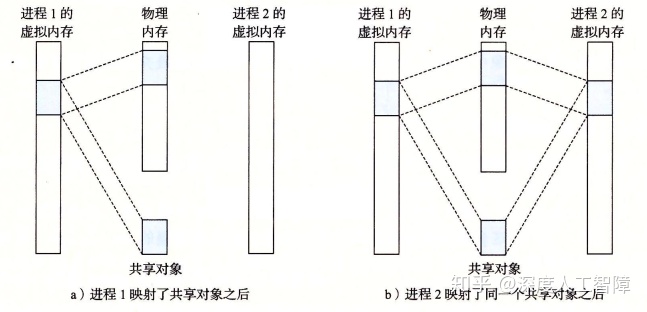 进程1的
虚拟内存
物理
内存
进程2的
虚拟内存
共享对象
a）进程1映射了共享对象之后
进程1的
虚拟内存
物理
内存
进程2的
虚拟内存
共享对象
b）进程2映射了同一个共享对象之后
知乎 @深度人工智障